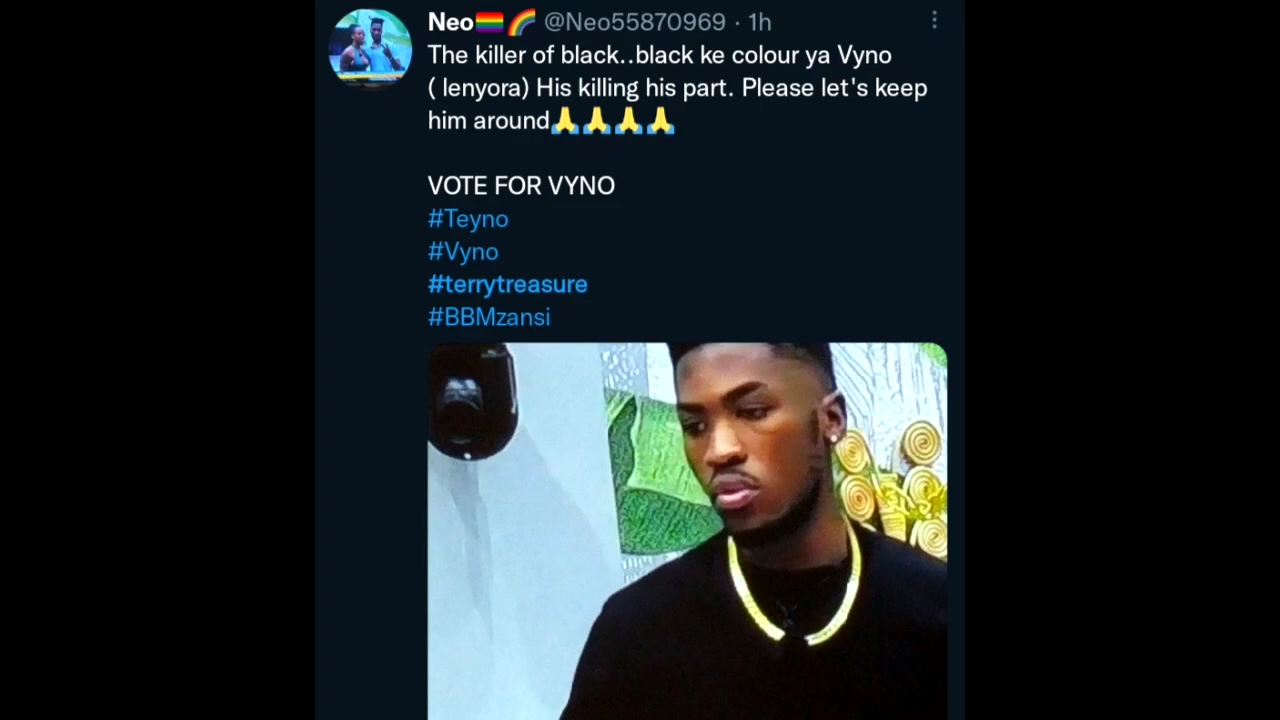 Neo🏳️‍🌈🌈 @Neo55870969 · 1h
The killer of black..black ke colour ya Vyno
( lenyora) His killing his part. Please let's keep
him around🙏🙏🙏🙏
VOTE FOR VYNO
#Teyno
#Vyno
#terrytreasure
#BBMzansi